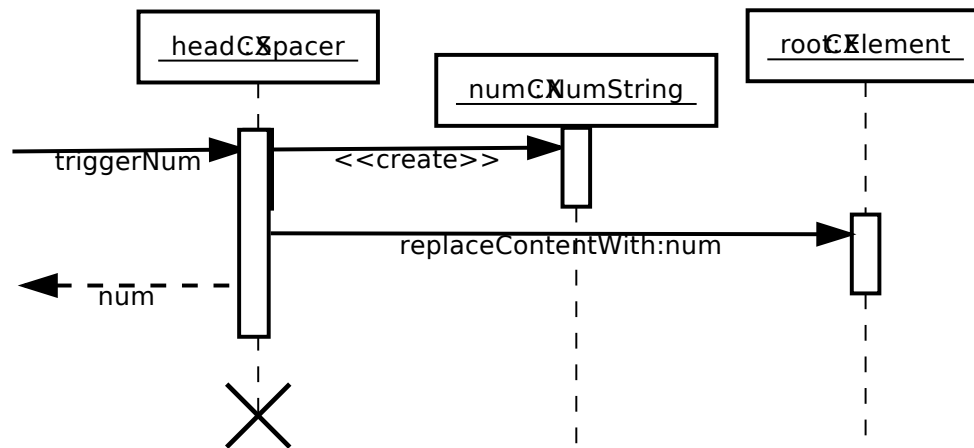 head:CXSpacer
root:CXElement
num:CXNumString
triggerNum
<<create>>
replaceContentWith:num
num